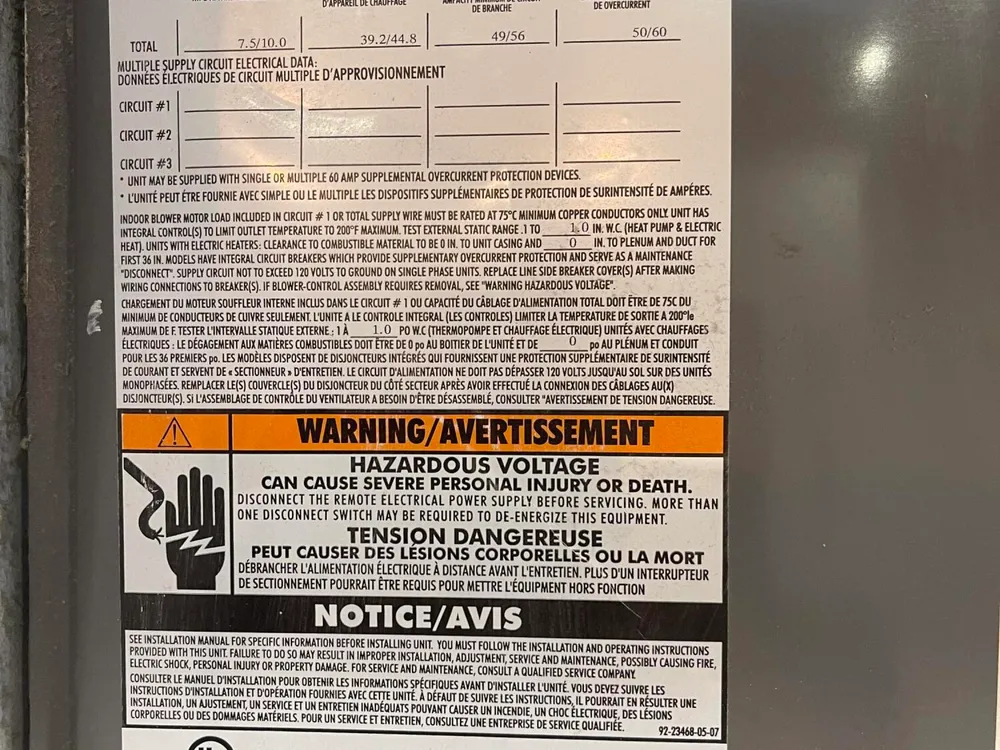 D'APPAREIL DE CHAUFFAGE
DE BRANCHE
DE OVERCURRENT
TOTAL 7.5/10.0 39.2/44.8 49/56 50/60
MULTIPLE SUPPLY CIRCUIT ELECTRICAL DATA:
DONNÉES ÉLECTRIQUES DE CIRCUIT MULTIPLE D'APPROVISIONNEMENT
CIRCUIT #1
CIRCUIT #2
CIRCUIT #3
* UNIT MAY BE SUPPLIED WITH SINGLE OR MULTIPLE 60 AMP SUPPLEMENTAL OVERCURRENT PROTECTION DEVICES.
* L'UNITÉ PEUT ÉTRE FOURNIE AVEC SIMPLE OU LE MULTIPLE LES DISPOSITIFS SUPPLÉMENTAIRES DE PROTECTION DE SURINTENSITÉ DE AMPÉRES.
INDOOR BLOWER MOTOR LOAD INCLUDED IN CIRCUIT # 1 OR TOTAL SUPPLY WIRE MUST BE RATED AT 75°C MINIMUM COPPER CONDUCTORS ONLY. UNIT HAS
INTEGRAL CONTROL(S) TO LIMIT OUTLET TEMPERATURE TO 200°F MAXIMUM. TEST EXTERNAL STATIC RANGE .1 TO 1.0 IN. W.C. (HEAT PUMP & ELECTRIC
HEAT). UNITS WITH ELECTRIC HEATERS: CLEARANCE TO COMBUSTIBLE MATERIAL TO BE 0 IN. TO UNIT CASING AND 0 IN. TO PLENUM AND DUCT FOR
FIRST 36 IN. MODELS HAVE INTEGRAL CIRCUIT BREAKERS WHICH PROVIDE SUPPLEMENTARY OVERCURRENT PROTECTION AND SERVE AS A MAINTENANCE
"DISCONNECT". SUPPLY CIRCUIT NOT TO EXCEED 120 VOLTS TO GROUND ON SINGLE PHASE UNITS. REPLACE LINE SIDE BREAKER COVER(S) AFTER MAKING
WIRING CONNECTIONS TO BREAKER(S). IF BLOWER-CONTROL ASSEMBLY REQUIRES REMOVAL, SEE "WARNING HAZARDOUS VOLTAGE".
CHARGEMENT DU MOTEUR SOUFFLEUR INTERNE INCLUS DANS LE CIRCUIT # 1 OU CAPACITÉ DU CÂBLAGE D'ALIMENTATION TOTAL DOIT ÊTRE DE 75C DU
MINIMUM DE CONDUCTEURS DE CUIVRE SEULEMENT. L'UNITE A LE CONTROLE INTEGRAL (LES CONTROLES) LIMITER LA TEMPERATURE DE SORTIE A 200°le
MAXIMUM DE F. TESTER L'INTERVALLE STATIQUE EXTERNE ; 1 À 1.0 PO W.C (THERMOPOMPE ET CHAUFFAGE ÉLECTRIQUE) UNITÉS AVEC CHAUFFAGES
ÉLECTRIQUES : LE DÉGAGEMENT AUX MATIÈRES COMBUSTIBLES DOIT ÊTRE DE 0 po AU BOITIER DE L'UNITÉ ET DE 0 po AU PLÉNUM ET CONDUIT
POUR LES 36 PREMIERS po. LES MODÈLES DISPOSENT DE DISJONCTEURS INTÉGRÉS QUI FOURNISSENT UNE PROTECTION SUPPLÉMENTAIRE DE SURINTENSITÉ
DE COURANT ET SERVENT DE « SECTIONNEUR » D'ENTRETIEN. LE CIRCUIT D'ALIMENTATION NE DOIT PAS DÉPASSER 120 VOLTS JUSQU'AU SOL SUR DES UNITÉS
MONOPHASÉES. REMPLACER LE(S) COUVERCLE(S) DU DISJONCTEUR DU CÔTÉ SECTEUR APRÈS AVOIR EFFECTUÉ LA CONNEXION DES CÂBLAGES AU(X)
DISJONCTEUR(S). SI L'ASSEMBLAGE DE CONTRÔLE DU VENTILATEUR A BESOIN D'ÊTRE DÉSASSEMBLÉ, CONSULTER "AVERTISSEMENT DE TENSION DANGEREUSE.
WARNING/AVERTISSEMENT
HAZARDOUS VOLTAGE
CAN CAUSE SEVERE PERSONAL INJURY OR DEATH.
DISCONNECT THE REMOTE ELECTRICAL POWER SUPPLY BEFORE SERVICING. MORE THAN
ONE DISCONNECT SWITCH MAY BE REQUIRED TO DE-ENERGIZE THIS EQUIPMENT.
TENSION DANGEREUSE
PEUT CAUSER DES LÉSIONS CORPORELLES OU LA MORT
DÉBRANCHER L'ALIMENTATION ÉLECTRIQUE À DISTANCE AVANT L'ENTRETIEN. PLUS D'UN INTERRUPTEUR
DE SECTIONNEMENT POURRAIT ÊTRE REQUIS POUR METTRE L'ÉQUIPMENT HORS FONCTION
NOTICE/AVIS
SEE INSTALLATION MANUAL FOR SPECIFIC INFORMATION BEFORE INSTALLING UNIT. YOU MUST FOLLOW THE INSTALLATION AND OPERATING INSTRUCTIONS
PROVIDED WITH THIS UNIT. FAILURE TO DO SO MAY RESULT IN IMPROPER INSTALLATION, ADJUSTMENT, SERVICE AND MAINTENANCE, POSSIBLY CAUSING FIRE,
ELECTRIC SHOCK, PERSONAL INJURY OR PROPERTY DAMAGE. FOR SERVICE AND MAINTENANCE, CONSULT A QUALIFIED SERVICE COMPANY.
CONSULTER LE MANUEL D'INSTALLATION POUR OBTENIR LES INFORMATIONS SPÉCIFIQUES AVANT D'INSTALLER L'UNITÉ. VOUS DEVEZ SUIVRE LES
INSTRUCTIONS D'INSTALLATION ET D'OPÉRATION FOURNIES AVEC CETTE UNITÉ. À DÉFAUT DE SUIVRE LES INSTRUCTIONS, IL POURRAIT EN RÉSULTER UNE
INSTALLATION, UN AJUSTEMENT, UN SERVICE ET UN ENTRETIEN INADÉQUATS POUVANT CAUSER UN INCENDIE, UN CHOC ÉLECTRIQUE, DES LÉSIONS
CORPORELLES OU DES DOMMAGES MATÉRIELS. POUR UN SERVICE ET ENTRETIEN, CONSULTEZ UNE ENTREPRISE DE SERVICE QUALIFIÉE.
92-23468-05-07